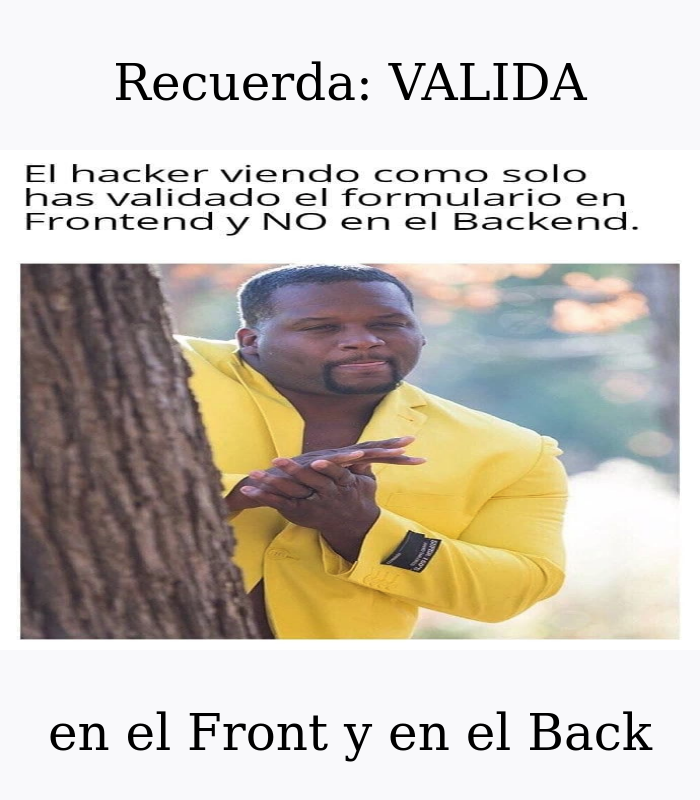 Recuerda: VALIDA
El hacker viendo como solo
has validado el formulario en
Frontend y NO en el Backend.
en el Front y en el Back